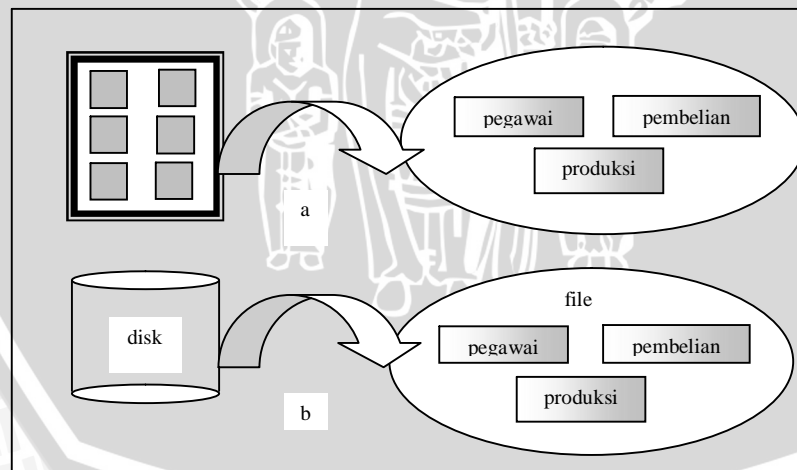 pegawai
pembelian
produksi
a
disk
file
pegawai
pembelian
produksi
b